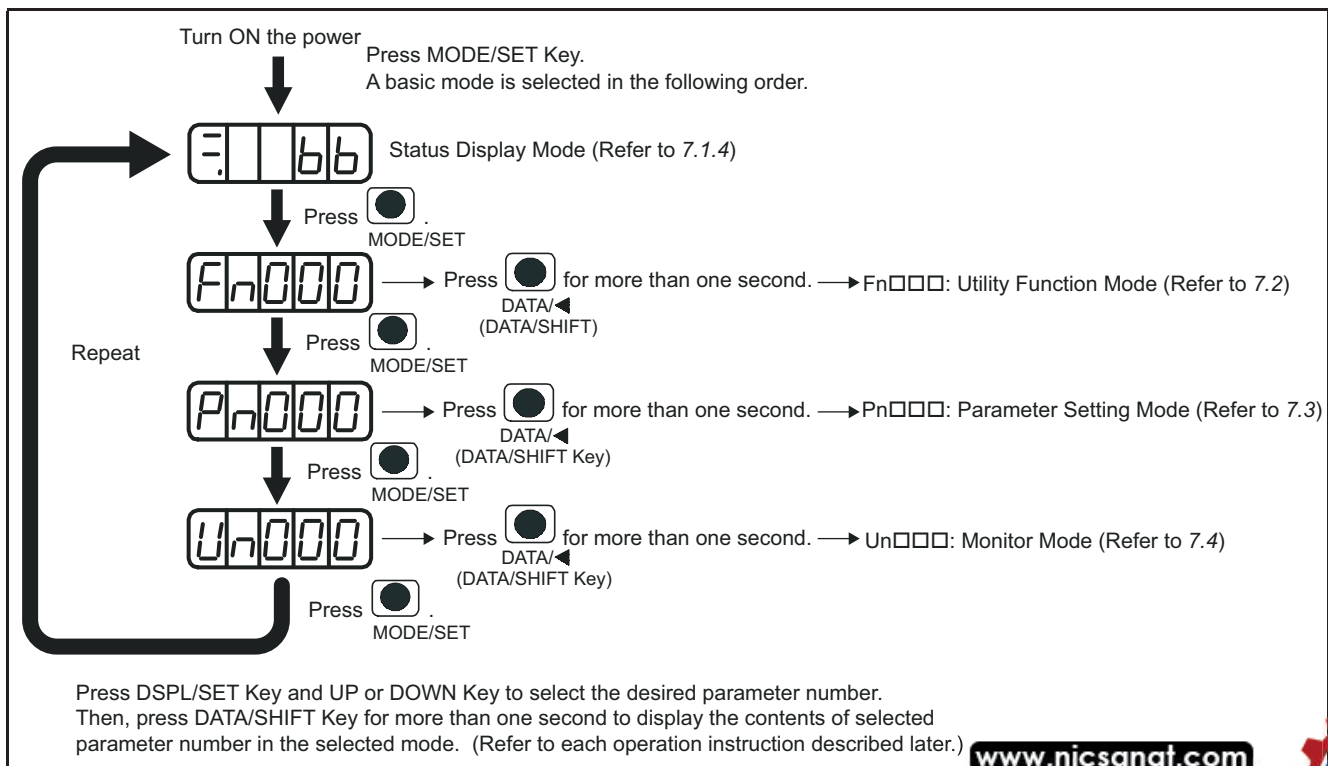 Turn ON the power
Press MODE/SET Key.
A basic mode is selected in the following order.
bb
Status Display Mode (Refer to 7.1.4)
Press .
MODE/SET
Fn000
Press for more than one second.
DATA/◀
(DATA/SHIFT)
Fn□□□: Utility Function Mode (Refer to 7.2)
Repeat
Press .
MODE/SET
Pn000
Press for more than one second.
DATA/◀
(DATA/SHIFT Key)
Pn□□□: Parameter Setting Mode (Refer to 7.3)
Press .
MODE/SET
Un000
Press for more than one second.
DATA/◀
(DATA/SHIFT Key)
Un□□□: Monitor Mode (Refer to 7.4)
Press .
MODE/SET
Press DSPL/SET Key and UP or DOWN Key to select the desired parameter number.
Then, press DATA/SHIFT Key for more than one second to display the contents of selected
parameter number in the selected mode. (Refer to each operation instruction described later.)
www.nicsanat.com